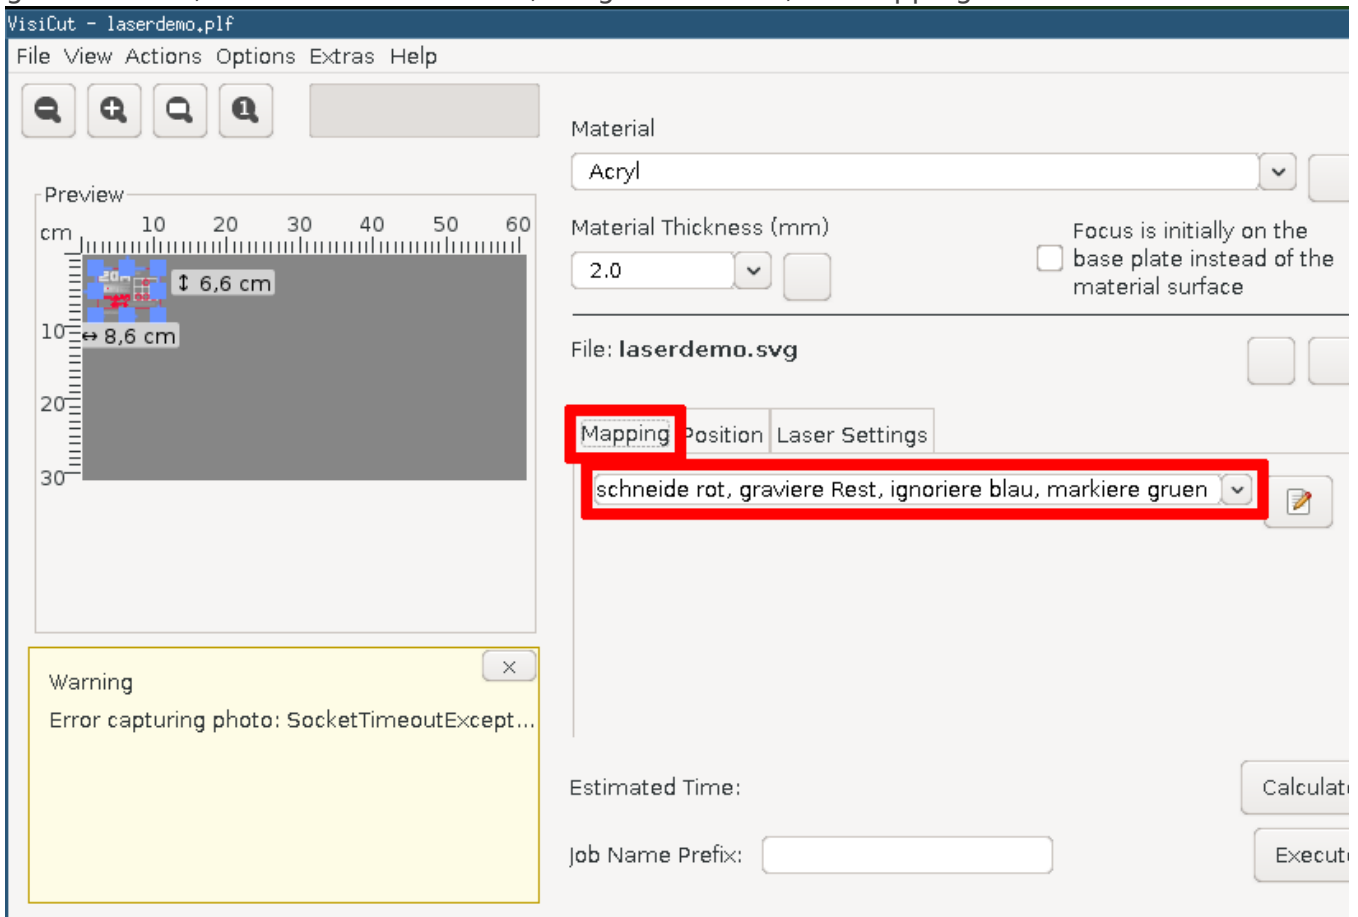 VisiCut - laserdemo.plf
File View Actions Options Extras Help
Material
Acryl
Preview
cm 10 20 30 40 50 60
10
20
30
6,6 cm
8,6 cm
Material Thickness (mm)
2.0
Focus is initially on the
base plate instead of the
material surface
File: laserdemo.svg
Mapping Position Laser Settings
schneide rot, graviere Rest, ignoriere blau, markiere gruen
Warning
Error capturing photo: SocketTimeoutExcept...
Estimated Time:
Calculate
Job Name Prefix:
Execute